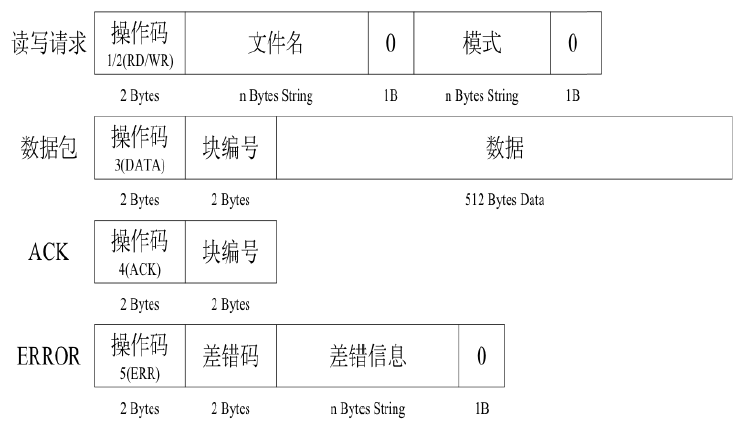 读写请求 操作码 文件名 0 模式 0
1/2(RD/WR)
2 Bytes n Bytes String 1B n Bytes String 1B
数据包 操作码 块编号 数据
3(DATA)
2 Bytes 2 Bytes 512 Bytes Data
ACK 操作码 块编号
4(ACK)
2 Bytes 2 Bytes
ERROR 操作码 差错码 差错信息 0
5(ERR)
2 Bytes 2 Bytes n Bytes String 1B